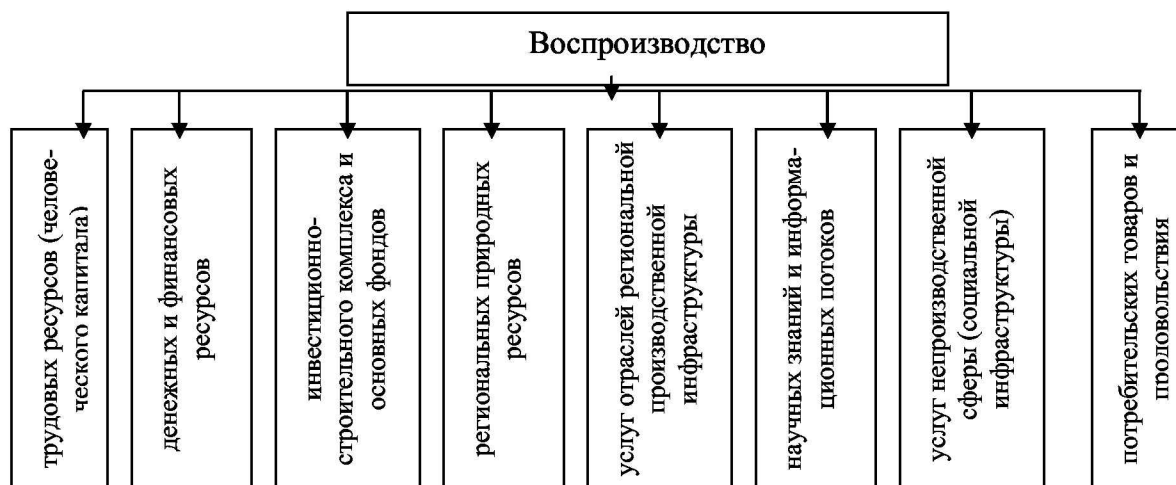 Воспроизводство
трудовых ресурсов (челове-
ческого капитала)
денежных и финансовых
ресурсов
инвестиционно-
строительного комплекса и
основных фондов
региональных природных
ресурсов
услуг отраслей региональной
производственной
инфраструктуры
научных знаний и информа-
ционных потоков
услуг непроизводственной
сферы (социальной
инфраструктуры)
потребительских товаров и
продовольствия